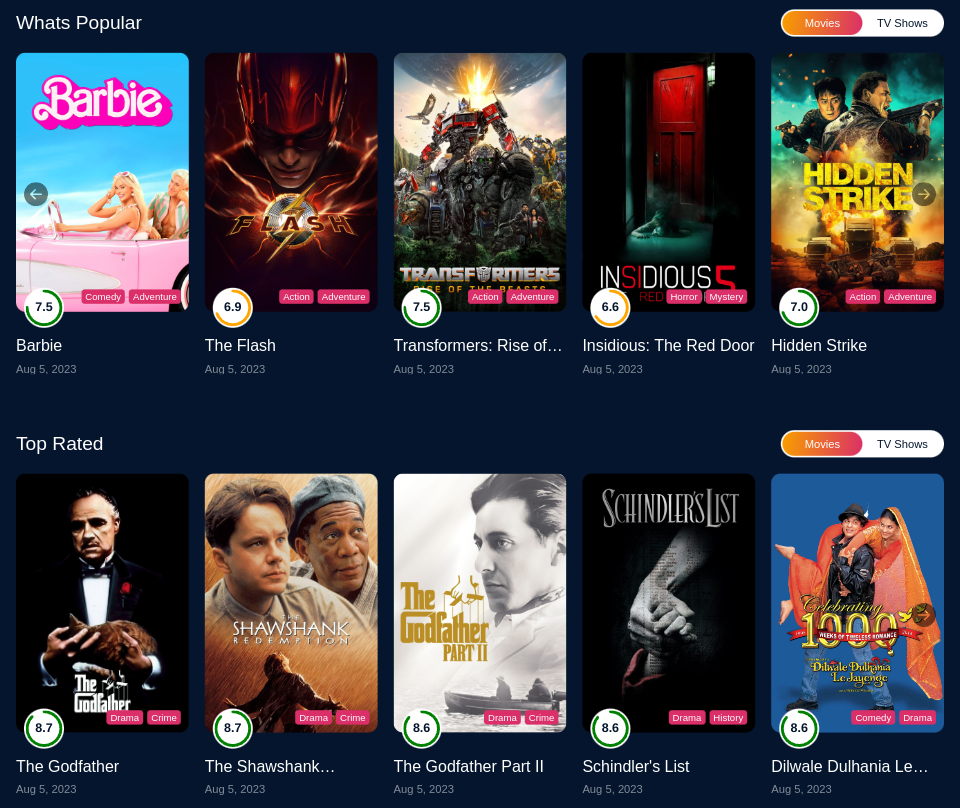 Whats Popular
Movies
TV Shows
Barbie
7.5
Comedy
Adventure
Barbie
Aug 5, 2023
FLASH
6.9
Action
Adventure
The Flash
Aug 5, 2023
TRANSFORMERS
RISE OF THE BEASTS
7.5
Action
Adventure
Transformers: Rise of…
Aug 5, 2023
INSIDIOUS 5
RED
6.6
Horror
Mystery
Insidious: The Red Door
Aug 5, 2023
HIDDEN
STRIKE
7.0
Action
Adventure
Hidden Strike
Aug 5, 2023
Top Rated
Movies
TV Shows
The
Godfather
8.7
Drama
Crime
The Godfather
Aug 5, 2023
THE
SHAWSHANK
REDEMPTION
8.7
Drama
Crime
The Shawshank…
Aug 5, 2023
The
Godfather
PART II
8.6
Drama
Crime
The Godfather Part II
Aug 5, 2023
SCHINDLER'S LIST
8.6
Drama
History
Schindler's List
Aug 5, 2023
Celebrating
1000
WEEKS OF TIMELESS ROMANCE
Dilwale Dulhania
Le Jayenge
8.6
Comedy
Drama
Dilwale Dulhania Le…
Aug 5, 2023